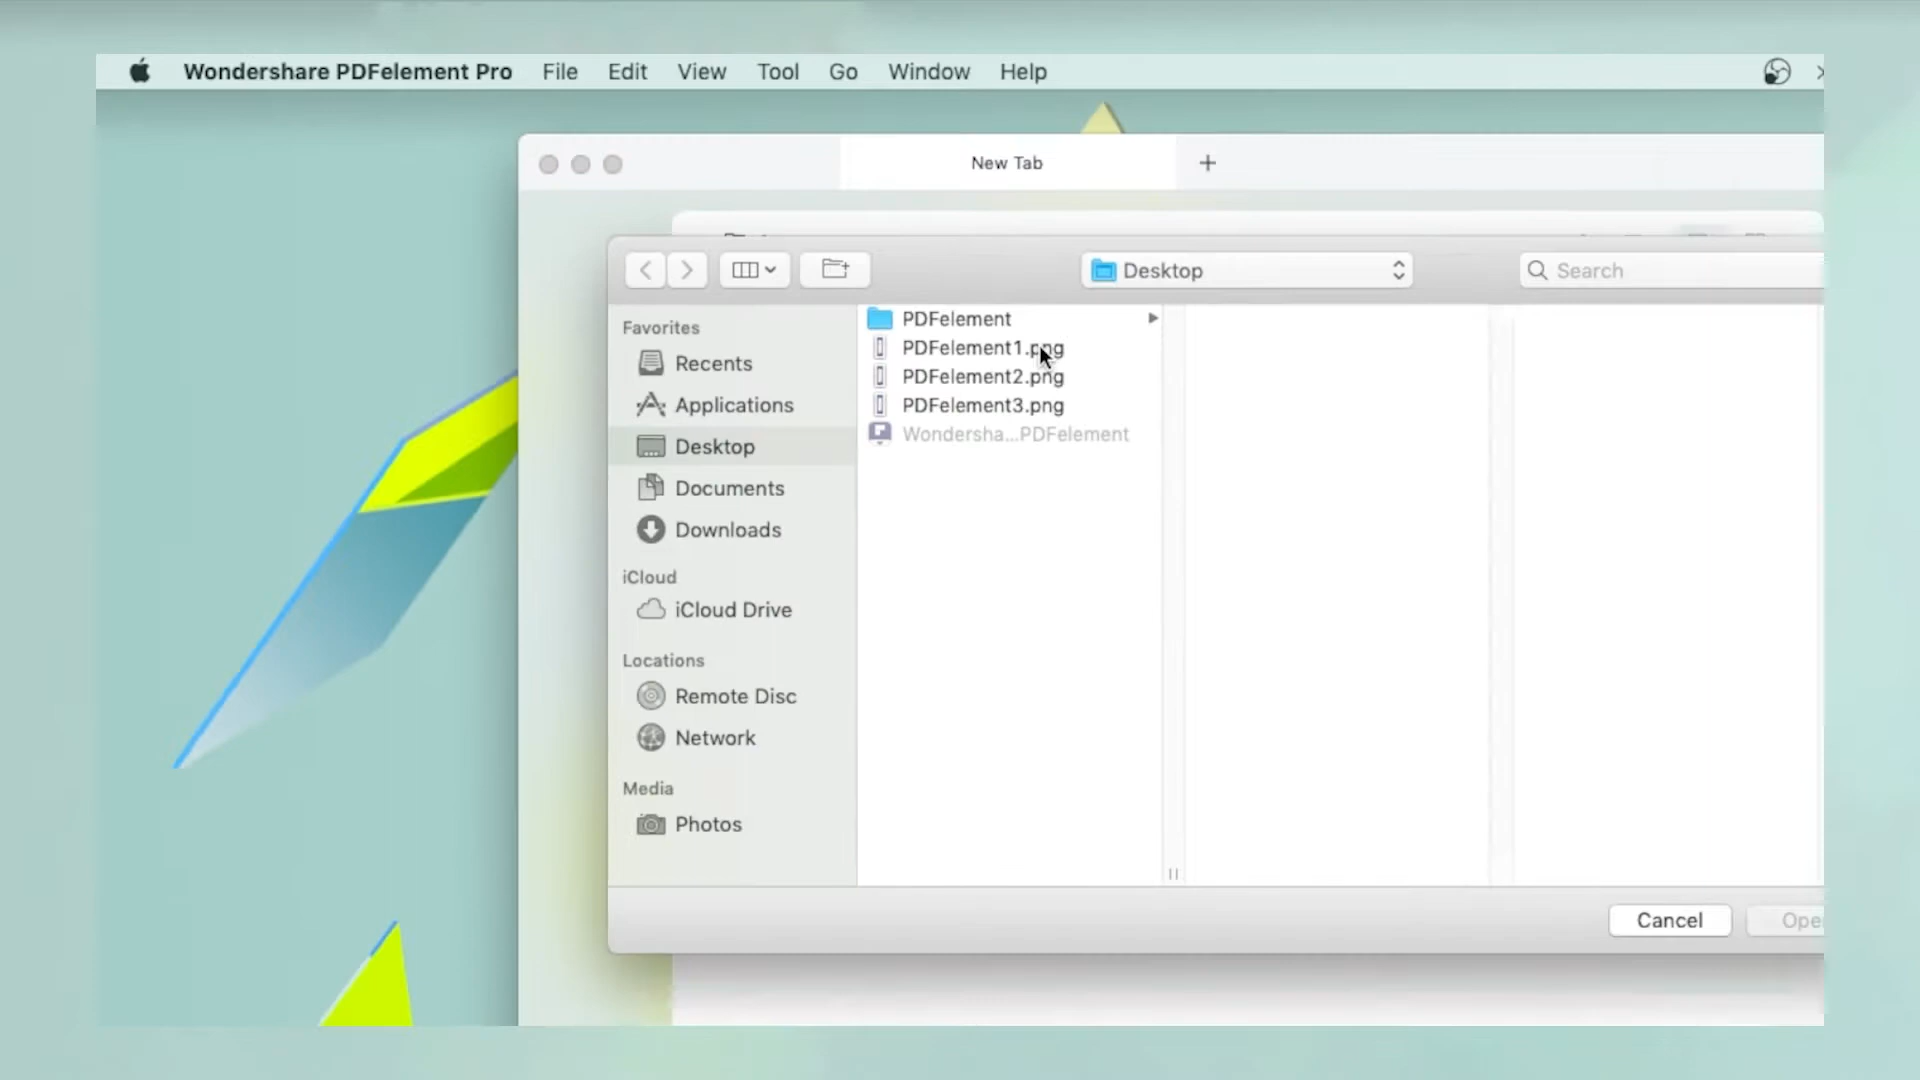 Wondershare PDFelement Pro File Edit View Tool Go Window Help
New Tab
Desktop
Search
Favorites
Recents
Applications
Desktop
Documents
Downloads
iCloud
iCloud Drive
Locations
Remote Disc
Network
Media
Photos
PDFelement
PDFelement1.png
PDFelement2.png
PDFelement3.png
Wondersha...PDFelement
Cancel
Ope